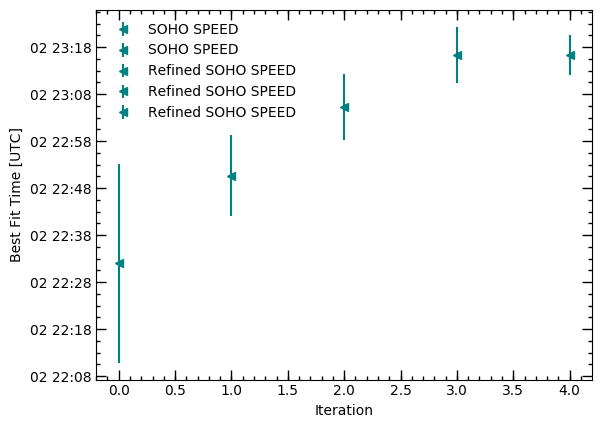 SOHO SPEED
SOHO SPEED
Refined SOHO SPEED
Refined SOHO SPEED
Refined SOHO SPEED
02 23:18
02 23:08
02 22:58
02 22:48
02 22:38
02 22:28
02 22:18
02 22:08
Best Fit Time [UTC]
0.0 0.5 1.0 1.5 2.0 2.5 3.0 3.5 4.0
Iteration